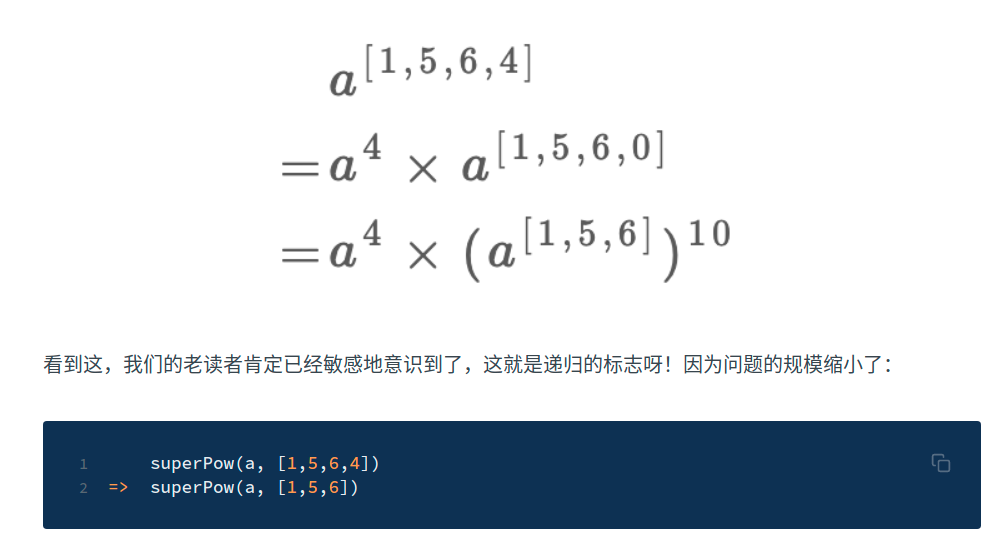 a^[1,5,6,4]
=a^4 × a^[1,5,6,0]
=a^4 × (a^[1,5,6])^10
看到这，我们的老读者肯定已经敏感地意识到了，这就是递归的标志呀！因为问题的规模缩小了：
1 superPow(a, [1,5,6,4])
2 => superPow(a, [1,5,6])